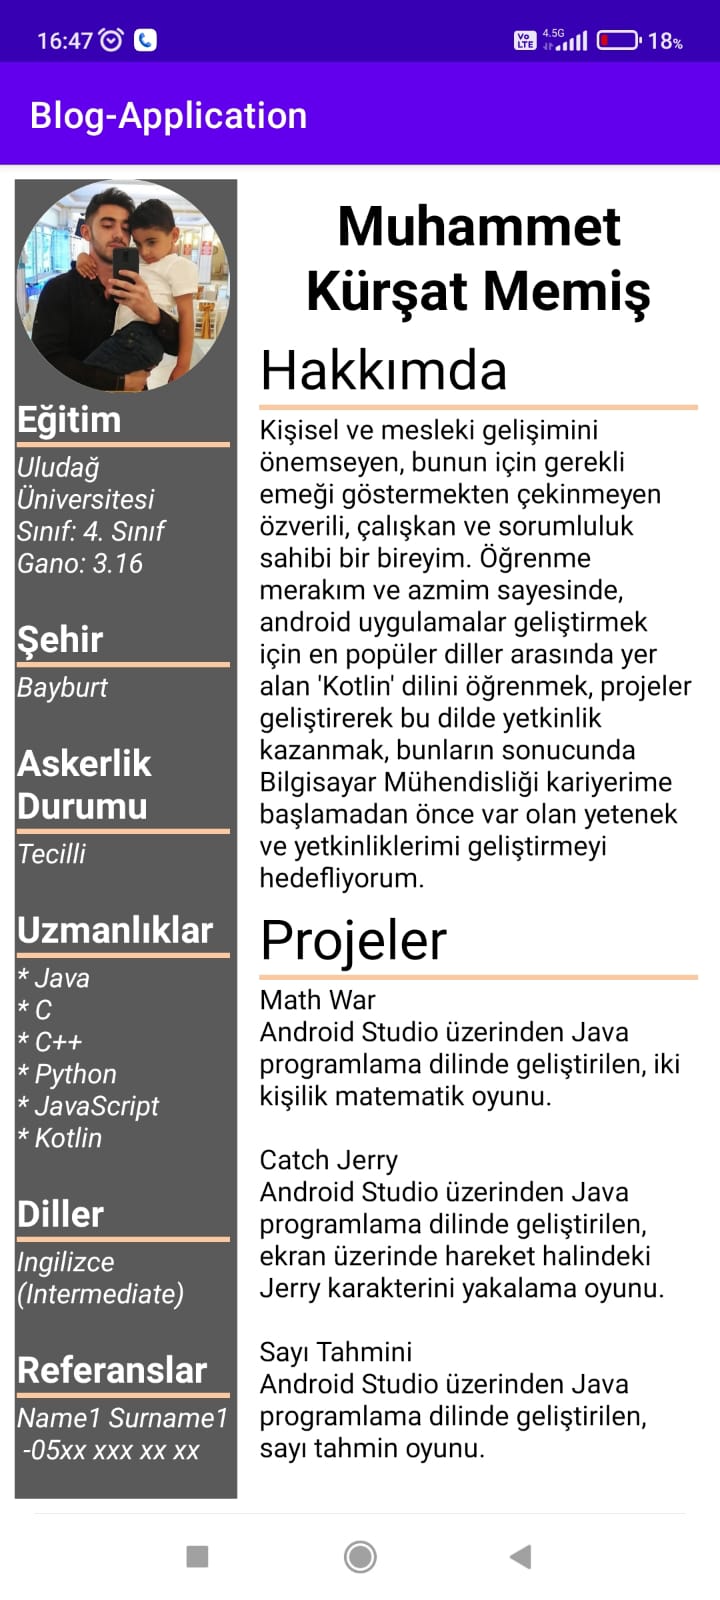 16:47
Vo LTE 4.5G 18%
Blog-Application
Muhammet
Kürşat Memiş
Eğitim
Uludağ
Üniversitesi
Sınıf: 4. Sınıf
Gano: 3.16
Şehir
Bayburt
Askerlik
Durumu
Tecilli
Uzmanlıklar
* Java
* C
* C++
* Python
* JavaScript
* Kotlin
Diller
Ingilizce
(Intermediate)
Referanslar
Name1 Surname1
-05xx xxx xx xx
Hakkımda
Kişisel ve mesleki gelişimini
önemseyen, bunun için gerekli
emeği göstermekten çekinmeyen
özverili, çalışkan ve sorumluluk
sahibi bir bireyim. Öğrenme
merakım ve azmim sayesinde,
android uygulamalar geliştirmek
için en popüler diller arasında yer
alan 'Kotlin' dilini öğrenmek, projeler
geliştirerek bu dilde yetkinlik
kazanmak, bunların sonucunda
Bilgisayar Mühendisliği kariyerime
başlamadan önce var olan yetenek
ve yetkinliklerimi geliştirmeyi
hedefliyorum.
Projeler
Math War
Android Studio üzerinden Java
programlama dilinde geliştirilen, iki
kişilik matematik oyunu.
Catch Jerry
Android Studio üzerinden Java
programlama dilinde geliştirilen,
ekran üzerinde hareket halindeki
Jerry karakterini yakalama oyunu.
Sayı Tahmini
Android Studio üzerinden Java
programlama dilinde geliştirilen,
sayı tahmin oyunu.